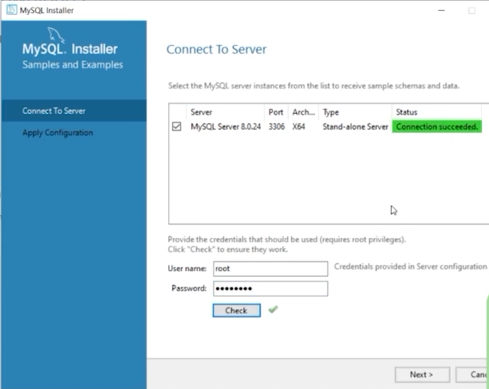 MySQL Installer
MySQL. Installer
Samples and Examples
Connect To Server
Apply Configuration
Connect To Server
Select the MySQL server instances from the list to receive sample schemas and data.
Server Port Arch... Type Status
MySQL Server 8.0.24 3306 X64 Stand-alone Server Connection succeeded.
Provide the credentials that should be used (requires root privileges).
Click "Check" to ensure they work.
User name: root Credentials provided in Server configuration
Password: ●●●●●●●●
Check
Next > Canc